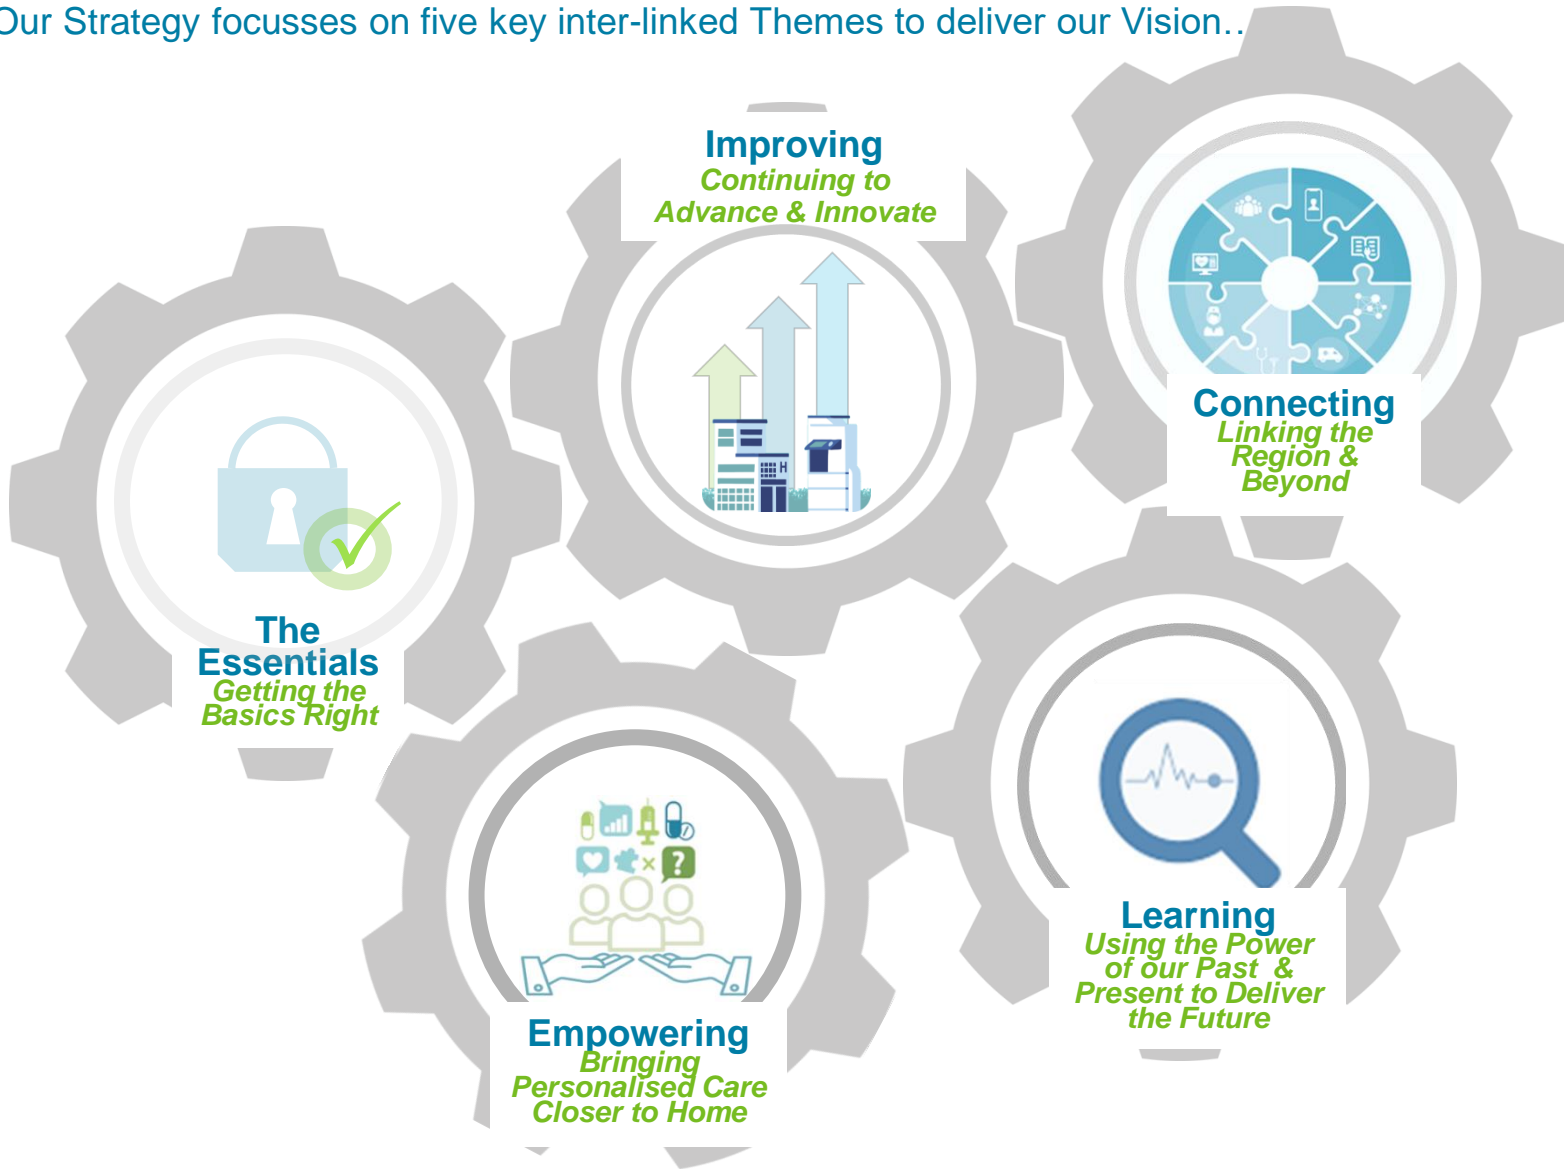 Our Strategy focusses on five key inter-linked Themes to deliver our Vision…
Improving
Continuing to
Advance & Innovate
Connecting
Linking the
Region &
Beyond
H
The
Essentials
Getting the
Basics Right
?
Learning
Using the Power
of our Past &
Present to Deliver
the Future
Empowering
Bringing
Personalised Care
Closer to Home